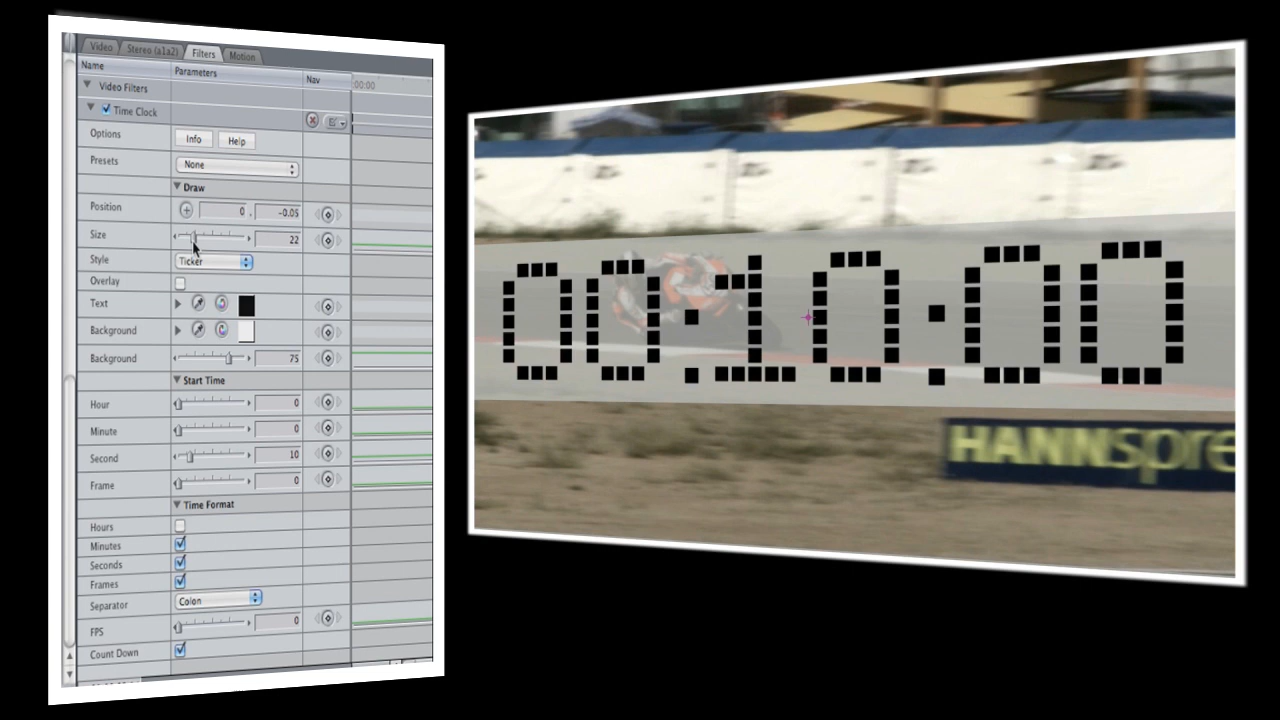 Video Stereo (a1a2) Filters Motion
Name Parameters Nav 00:00
Video Filters
Time Clock
Options Info Help
Presets None
Draw
Position 0 , -0.05
Size 22
Style Ticker
Overlay
Text
Background
Background 75
Start Time
Hour 0
Minute 0
Second 10
Frame 0
Time Format
Hours
Minutes
Seconds
Frames
Separator Colon
FPS 0
Count Down
00:10:00
HANNspre